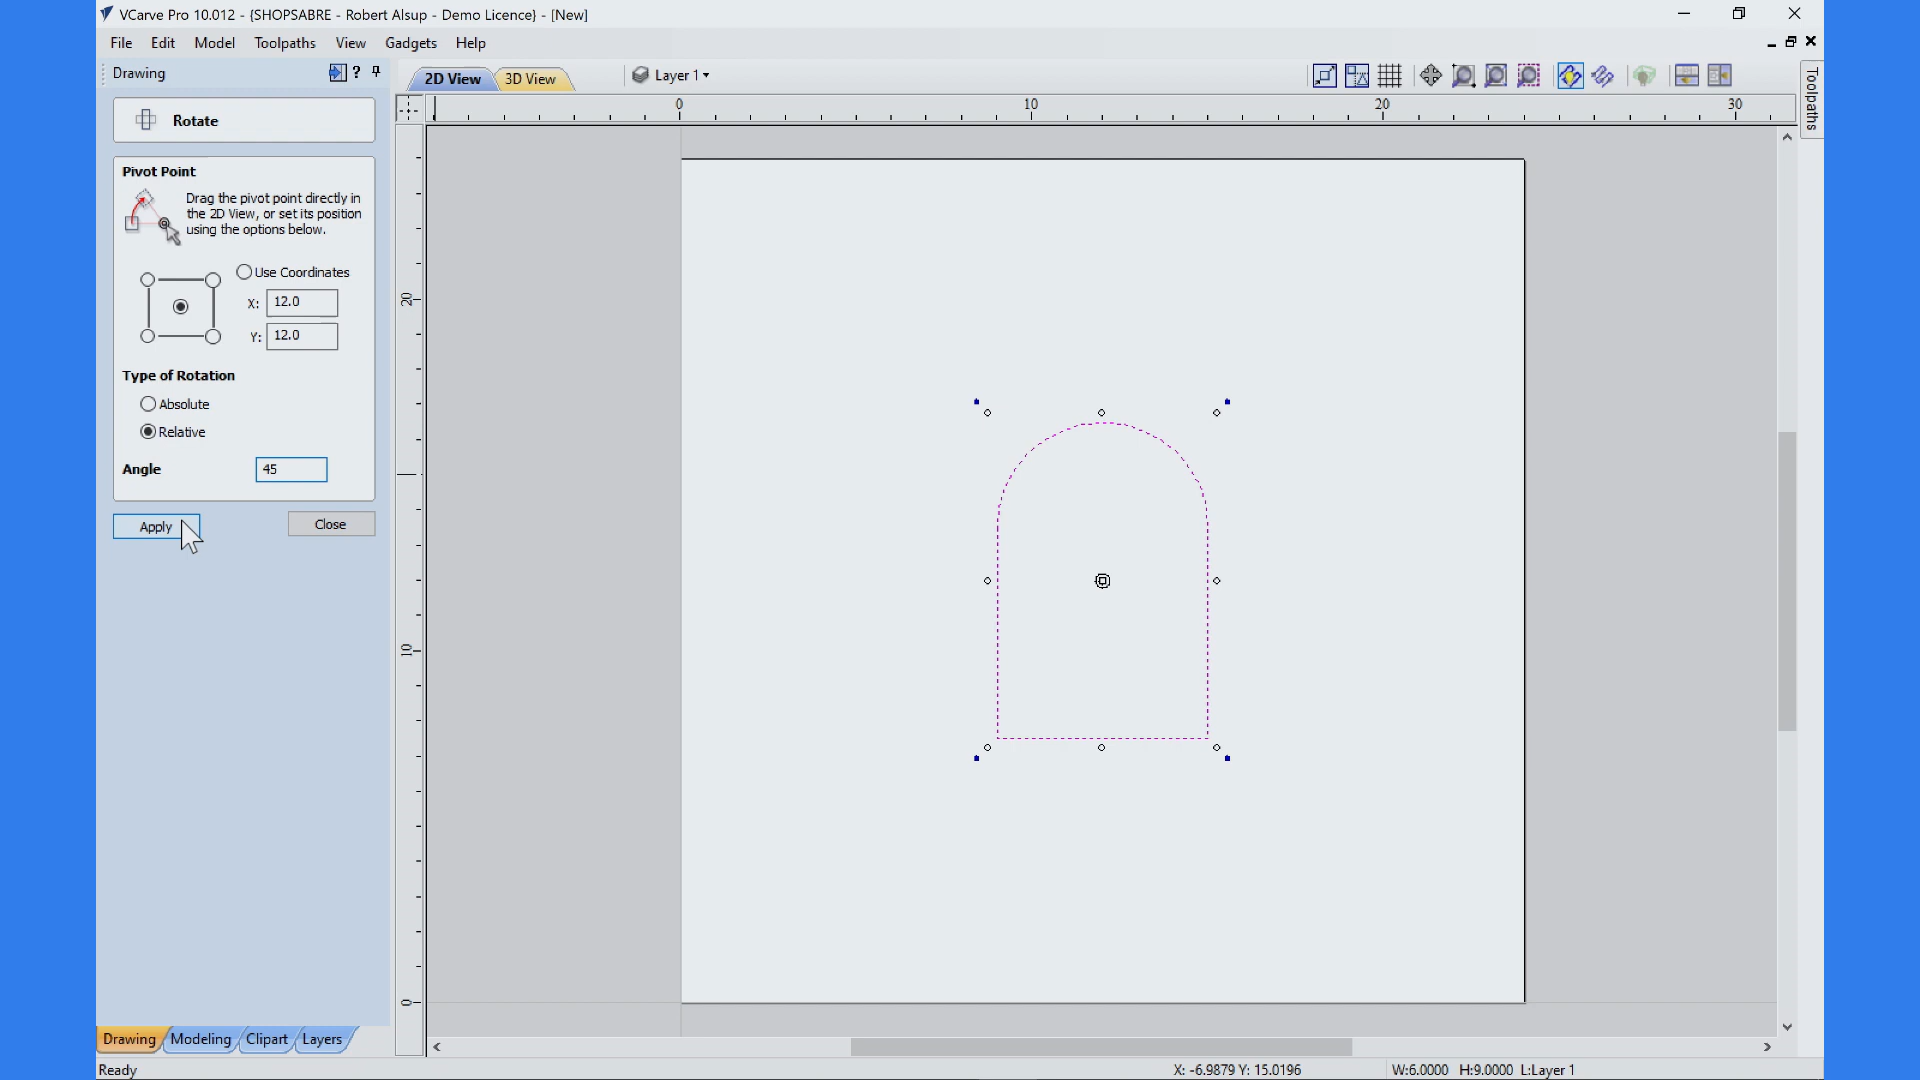 VCarve Pro 10.012 - {SHOPSABRE - Robert Alsup - Demo Licence} - [New]
File Edit Model Toolpaths View Gadgets Help
Drawing ?
2D View 3D View Layer 1
Toolpaths
0 10 20 30
Rotate
Pivot Point
Drag the pivot point directly in
the 2D View, or set its position
using the options below.
Use Coordinates
X: 12.0
Y: 12.0
Type of Rotation
Absolute
Relative
Angle 45
Apply Close
20
10
0
Drawing Modeling Clipart Layers
Ready X: -6.9879 Y: 15.0196 W:6.0000 H:9.0000 L:Layer 1